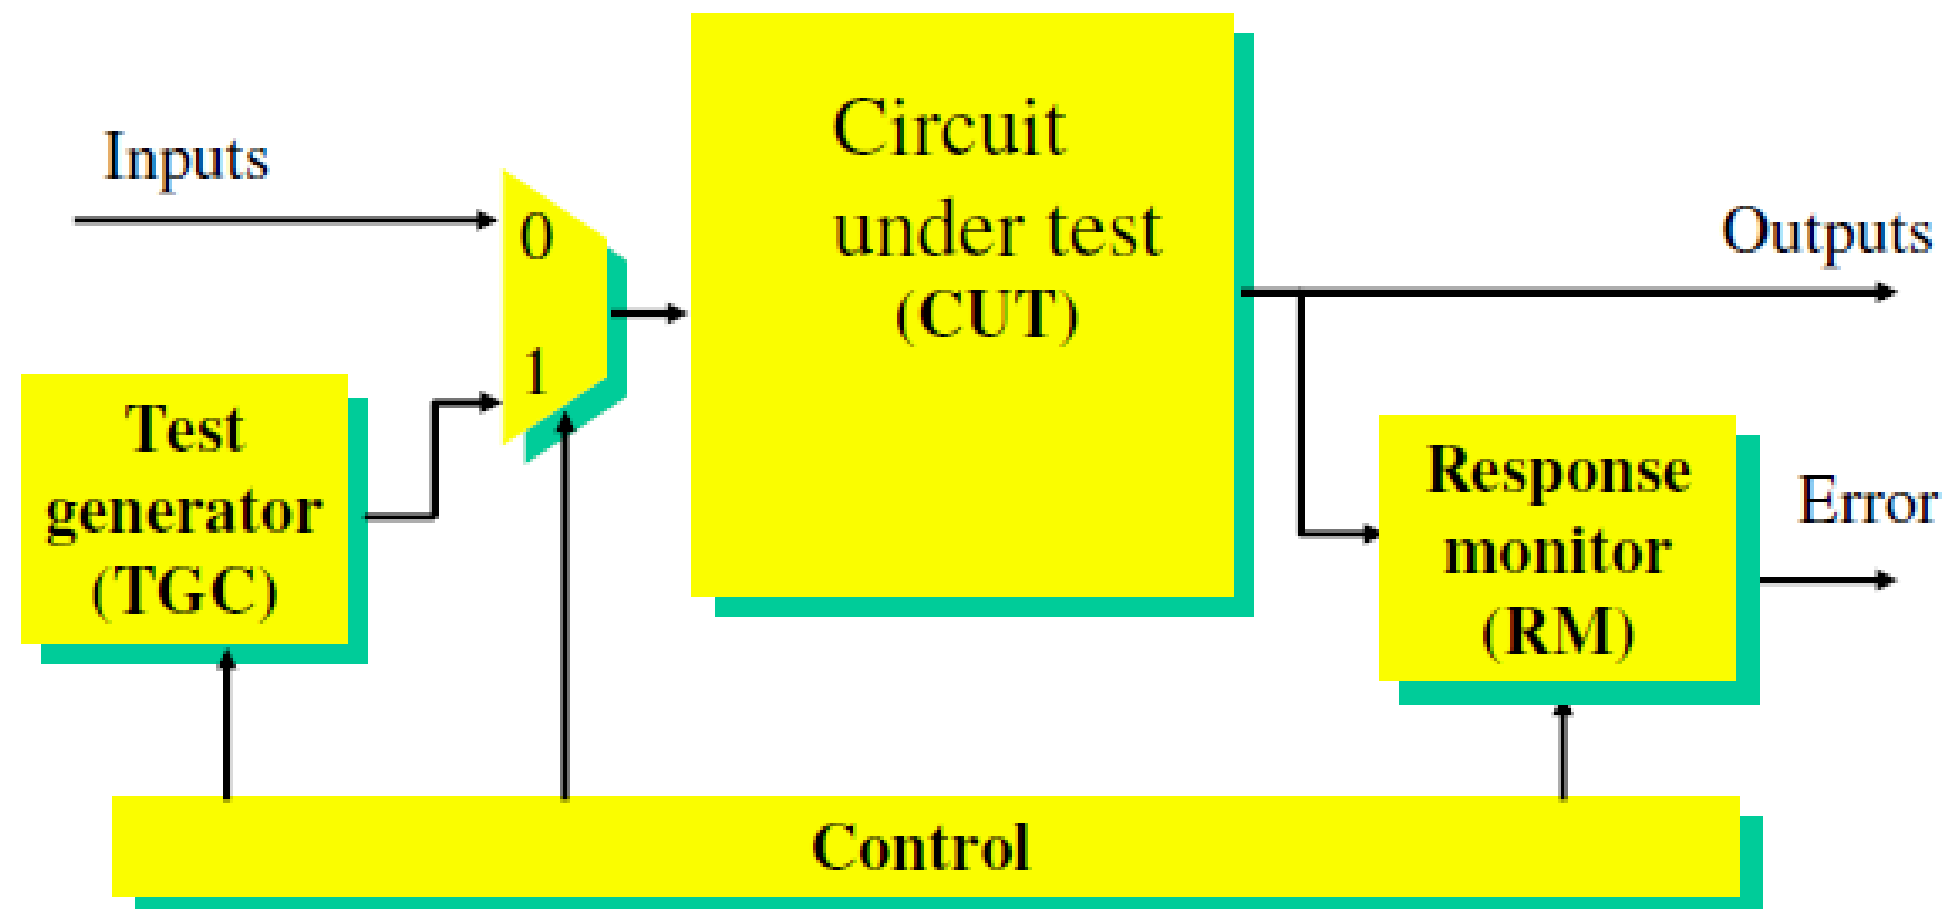 Inputs
0
1
Circuit
under test
(CUT)
Outputs
Test
generator
(TGC)
Response
monitor
(RM)
Error
Control